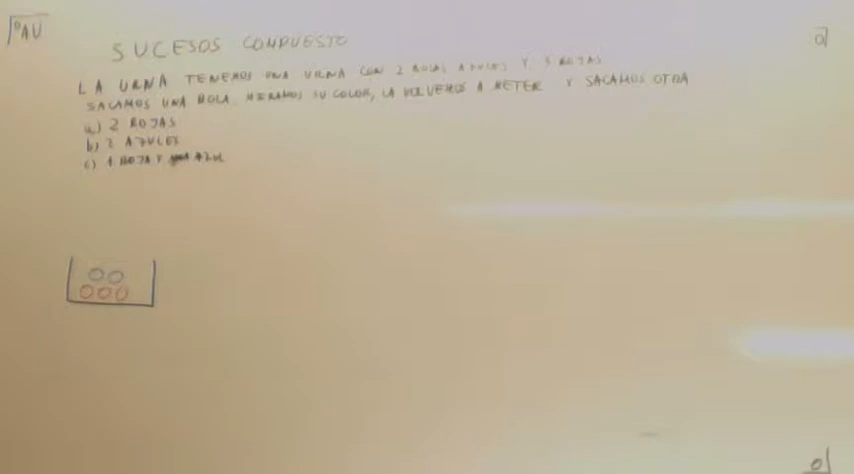 PAU
SUCESOS COMPUESTO
LA URNA TENEMOS UNA URNA CON 2 BOLAS AZULES Y 3 ROJAS
SACAMOS UNA BOLA, MIRAMOS SU COLOR, LA VOLVEMOS A METER Y SACAMOS OTRA
a) 2 ROJAS
b) 2 AZULES
c) 1 ROJA Y AZUL